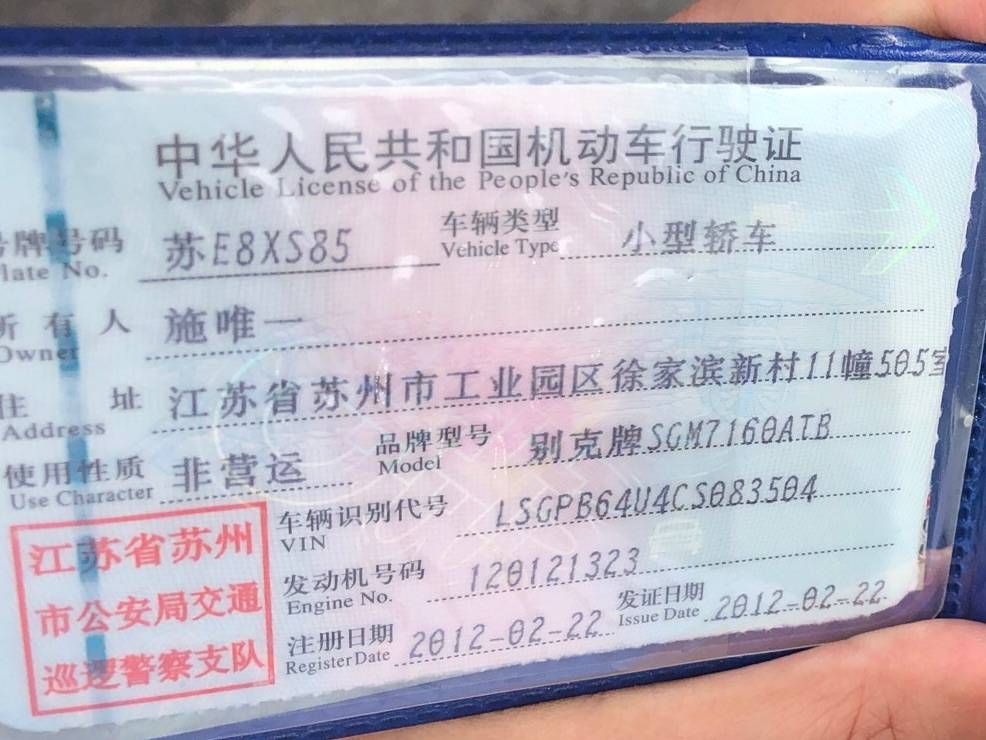 中华人民共和国机动车行驶证
Vehicle License of the People's Republic of China
号牌号码 苏E8XS85 车辆类型 小型轿车
Plate No. Vehicle Type
所有人 施唯一
Owner
住址 江苏省苏州市工业园区徐家滨新村11幢505室
Address
使用性质 非营运 品牌型号 别克牌SGM7160ATB
Use Character Model
车辆识别代号 LSGPB64U4CS083504
VIN
发动机号码 120121323
Engine No.
注册日期 2012-02-22 发证日期 2012-02-22
Register Date Issue Date
江苏省苏州
市公安局交通
巡逻警察支队